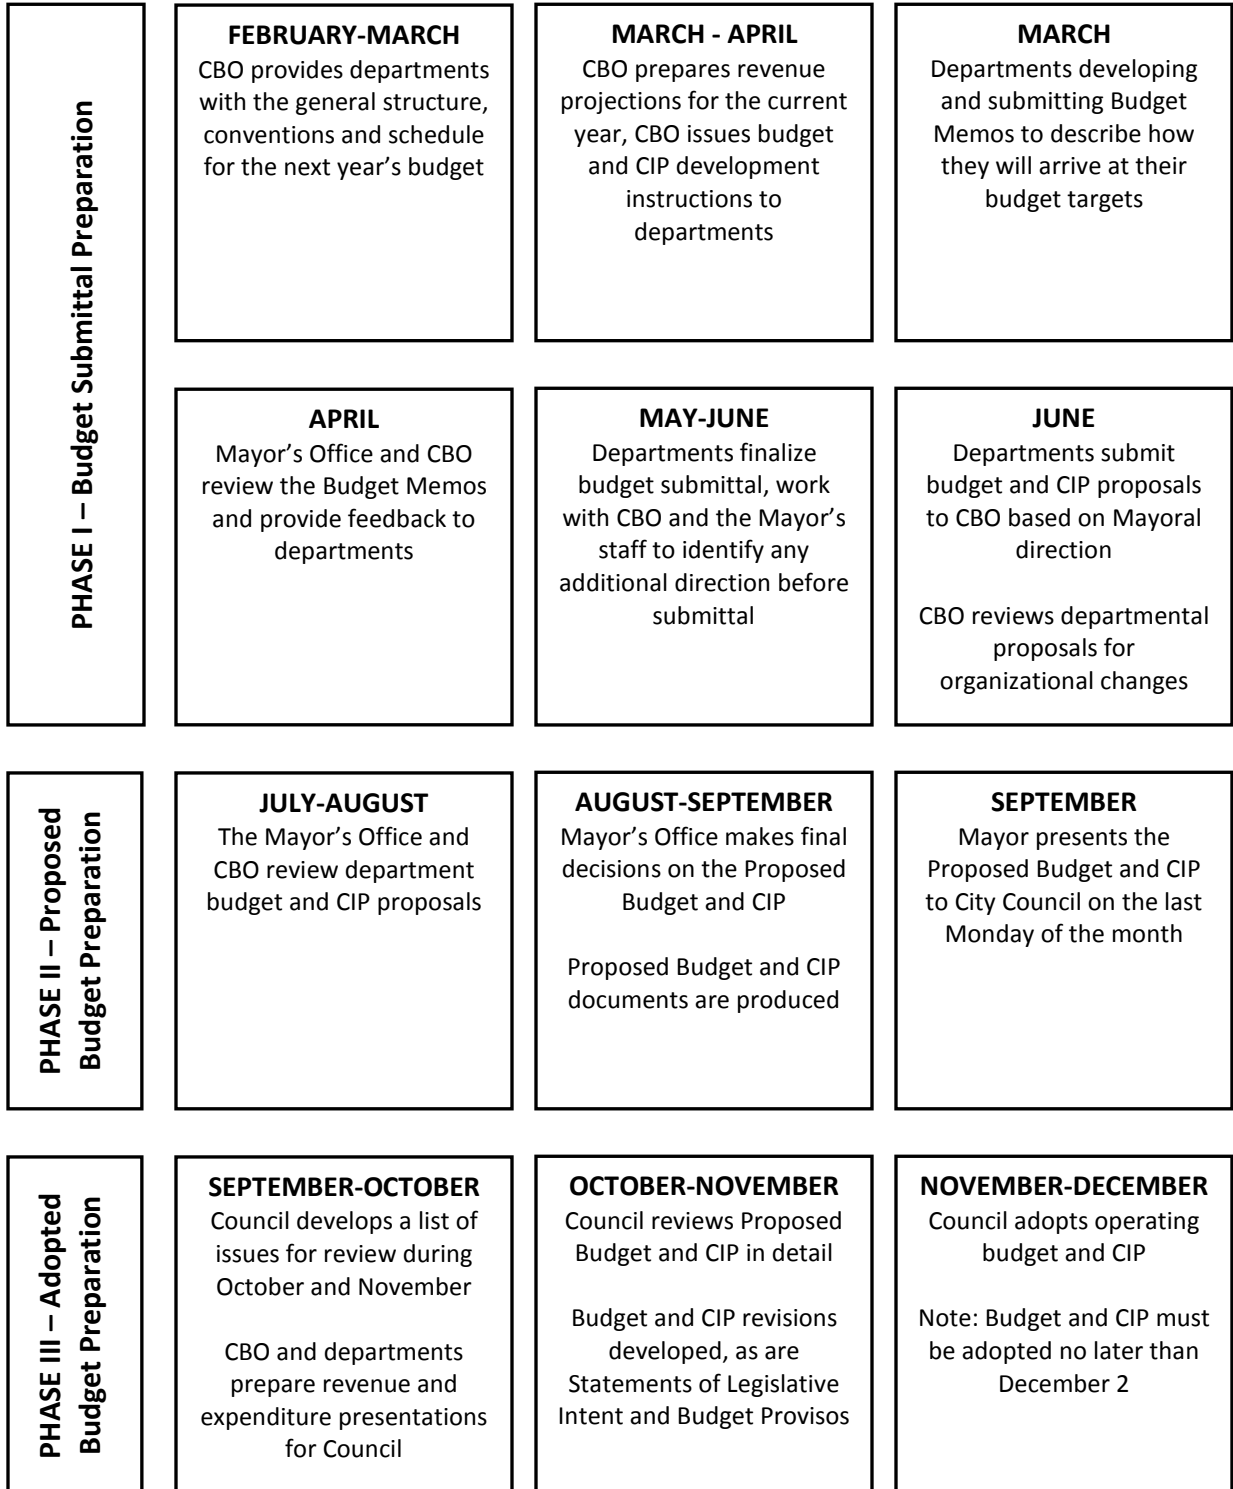 PHASE I – Budget Submittal Preparation
FEBRUARY-MARCH
CBO provides departments
with the general structure,
conventions and schedule
for the next year’s budget
MARCH - APRIL
CBO prepares revenue
projections for the current
year, CBO issues budget
and CIP development
instructions to
departments
MARCH
Departments developing
and submitting Budget
Memos to describe how
they will arrive at their
budget targets
APRIL
Mayor’s Office and CBO
review the Budget Memos
and provide feedback to
departments
MAY-JUNE
Departments finalize
budget submittal, work
with CBO and the Mayor’s
staff to identify any
additional direction before
submittal
JUNE
Departments submit
budget and CIP proposals
to CBO based on Mayoral
direction
CBO reviews departmental
proposals for
organizational changes
PHASE II – Proposed
Budget Preparation
JULY-AUGUST
The Mayor’s Office and
CBO review department
budget and CIP proposals
AUGUST-SEPTEMBER
Mayor’s Office makes final
decisions on the Proposed
Budget and CIP
Proposed Budget and CIP
documents are produced
SEPTEMBER
Mayor presents the
Proposed Budget and CIP
to City Council on the last
Monday of the month
PHASE III – Adopted
Budget Preparation
SEPTEMBER-OCTOBER
Council develops a list of
issues for review during
October and November
CBO and departments
prepare revenue and
expenditure presentations
for Council
OCTOBER-NOVEMBER
Council reviews Proposed
Budget and CIP in detail
Budget and CIP revisions
developed, as are
Statements of Legislative
Intent and Budget Provisos
NOVEMBER-DECEMBER
Council adopts operating
budget and CIP
Note: Budget and CIP must
be adopted no later than
December 2